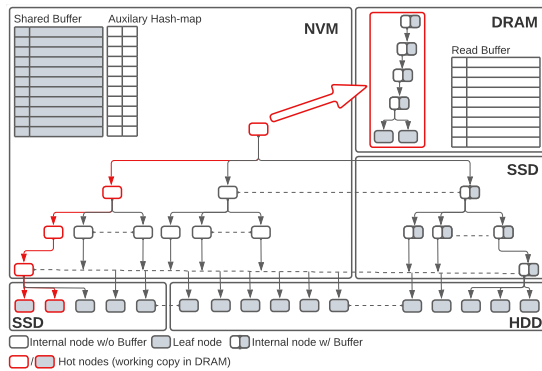 Shared Buffer
Auxilary Hash-map
NVM
DRAM
Read Buffer
SSD
SSD
HDD
Internal node w/o Buffer
Leaf node
Internal node w/ Buffer
/
Hot nodes (working copy in DRAM)